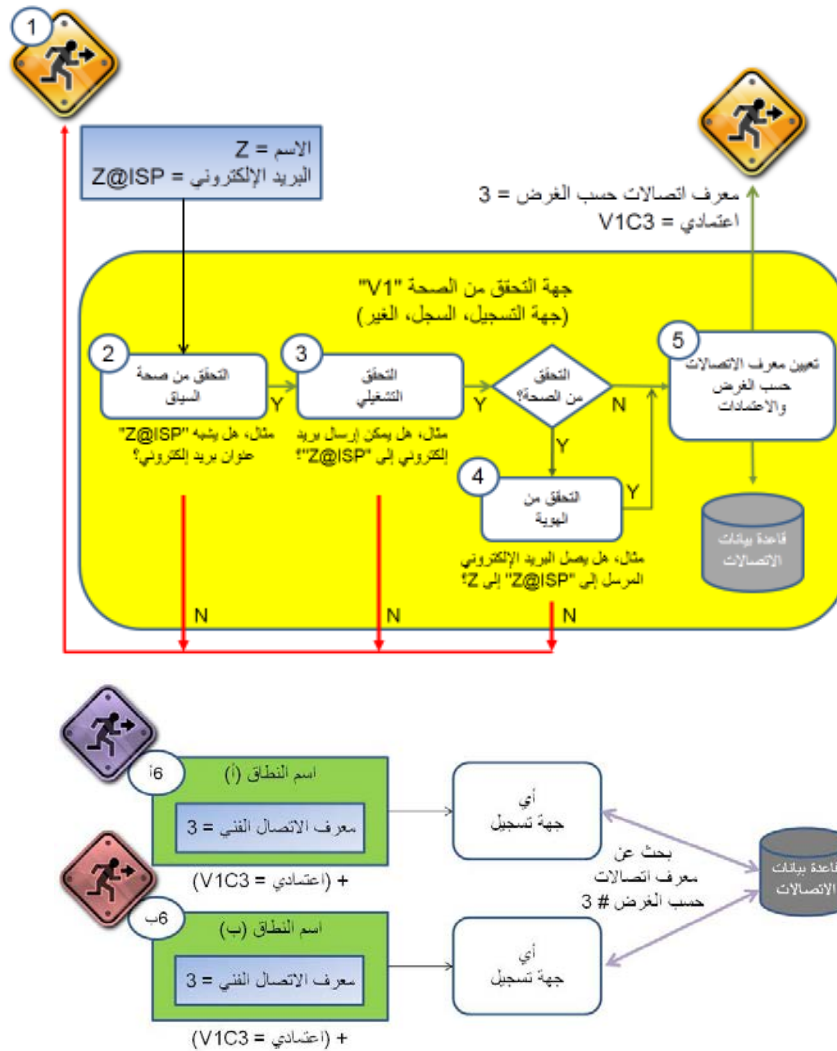 1
الاسم = Z
البريد الإلكتروني = Z@ISP
معرف اتصالات حسب الغرض = 3
اعتمادي = V1C3
جهة التحقق من الصحة "V1"
(جهة التسجيل، السجل، الغير)
2
التحقق من صحة
السياق
Y
مثال، هل يشبه "Z@ISP"
عنوان بريد إلكتروني؟
N
3
التحقق
التشغيلي
Y
مثال، هل يمكن إرسال بريد
إلكتروني إلى "Z@ISP"؟
N
التحقق
من الصحة؟
N
Y
4
التحقق من
الهوية
Y
مثال، هل يصل البريد الإلكتروني
المرسل إلى "Z@ISP" إلى Z؟
N
5
تعيين معرف الاتصالات
حسب الغرض
والاعتمادات
قاعدة بيانات
الاتصالات
6أ
اسم النطاق (أ)
معرف الاتصال الفني = 3
+ (اعتمادي = V1C3)
أي
جهة تسجيل
بحث عن
معرف اتصالات
حسب الغرض # 3
قاعدة بيانات
الاتصالات
6ب
اسم النطاق (ب)
معرف الاتصال الفني = 3
+ (اعتمادي = V1C3)
أي
جهة تسجيل